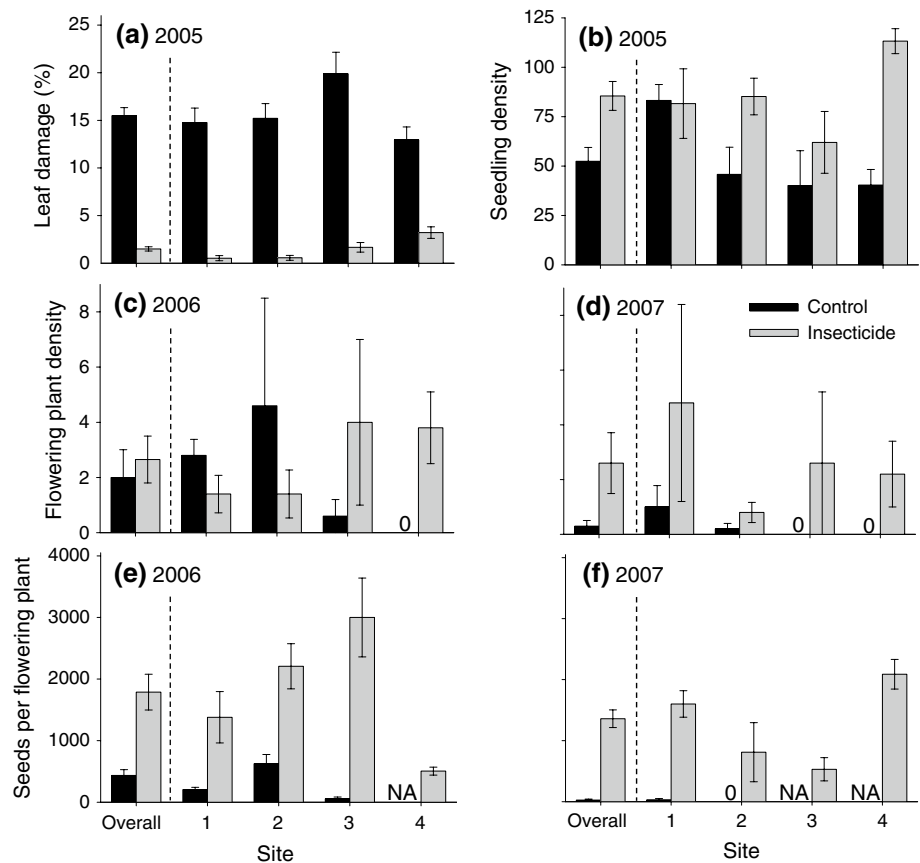 (a) 2005
Leaf damage (%)
25
20
15
10
5
0
(b) 2005
Seedling density
125
100
75
50
25
0
(c) 2006
Flowering plant density
8
6
4
2
0
0
(d) 2007
Control
Insecticide
0
0
(e) 2006
Seeds per flowering plant
4000
3000
2000
1000
0
NA
Overall
1
2
3
4
Site
(f) 2007
0
NA
NA
Overall
1
2
3
4
Site